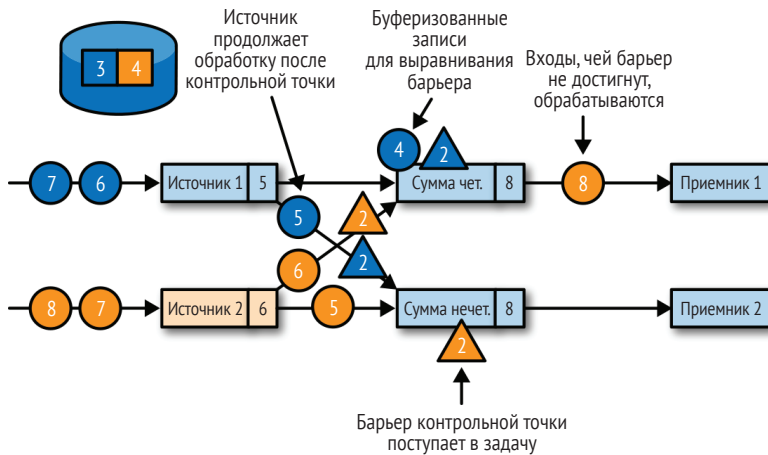 Источник
продолжает
обработку после
контрольной точки
Буферизованные
записи
для выравнивания
барьера
Входы, чей барьер
не достигнут,
обрабатываются
3 4
4 2
7 6 Источник 1 5 Сумма чет. 8 8 Приемник 1
5 2
6 2
8 7 Источник 2 6 5 Сумма нечет. 8 Приемник 2
2
Барьер контрольной точки
поступает в задачу